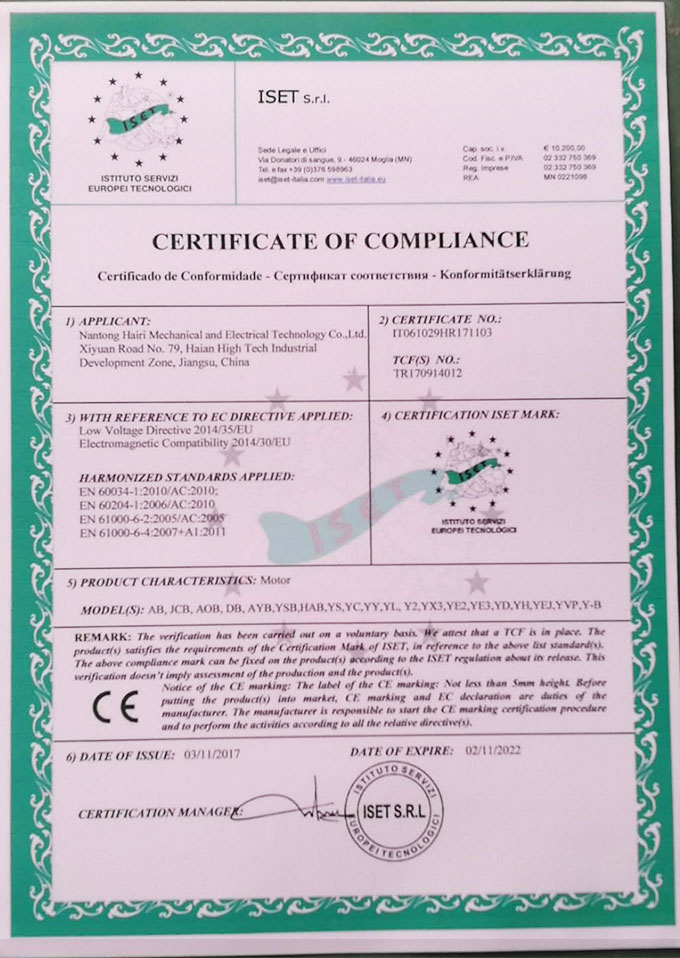 ISET
ISTITUTO SERVIZI
EUROPEI TECNOLOGICI
ISET S.r.l.
Sede Legale e Uffici
Via Donatori di sangue, 9 - 46024 Moglia (MN)
Tel. e fax +39 (0)376 598963
iset@iset-italia.com www.iset-italia.eu
Cap. soc. i.v. € 10.200,00
Cod. Fisc. e P.IVA 02 332 750 369
Reg. Imprese 02 332 750 369
REA MN 0221098
CERTIFICATE OF COMPLIANCE
Certificado de Conformidade - Сертификат соответствия - Konformitätserklärung
1) APPLICANT:
Nantong Hairi Mechanical and Electrical Technology Co.,Ltd.
Xiyuan Road No. 79, Haian High Tech Industrial
Development Zone, Jiangsu, China
2) CERTIFICATE NO.:
IT061029HR171103
TCF(S) NO.:
TR170914012
3) WITH REFERENCE TO EC DIRECTIVE APPLIED:
Low Voltage Directive 2014/35/EU
Electromagnetic Compatibility 2014/30/EU
HARMONIZED STANDARDS APPLIED:
EN 60034-1:2010/AC:2010;
EN 60204-1:2006/AC:2010
EN 61000-6-2:2005/AC:2005
EN 61000-6-4:2007+A1:2011
4) CERTIFICATION ISET MARK:
ISET
ISTITUTO SERVIZI
EUROPEI TECNOLOGICI
ISET
5) PRODUCT CHARACTERISTICS: Motor
MODEL(S): AB, JCB, AOB, DB, AYB,YSB,HAB,YS,YC,YY,YL, Y2,YX3,YE2,YE3,YD,YH,YEJ,YVP,Y-B
REMARK: The verification has been carried out on a voluntary basis. We attest that a TCF is in place. The
product(s) satisfies the requirements of the Certification Mark of ISET, in reference to the above list standard(s).
The above compliance mark can be fixed on the product(s) according to the ISET regulation about its release. This
verification doesn't imply assessment of the production and the product(s).
CE
Notice of the CE marking: The label of the CE marking: Not less than 5mm height. Before
putting the product(s) into market, CE marking and EC declaration are duties of the
manufacturer. The manufacturer is responsible to start the CE marking certification procedure
and to perform the activities according to all the relative directive(s).
6) DATE OF ISSUE: 03/11/2017
DATE OF EXPIRE: 02/11/2022
CERTIFICATION MANAGER:
ISTITUTO SERVIZI
ISET S.R.L
EUROPEI TECNOLOGICI